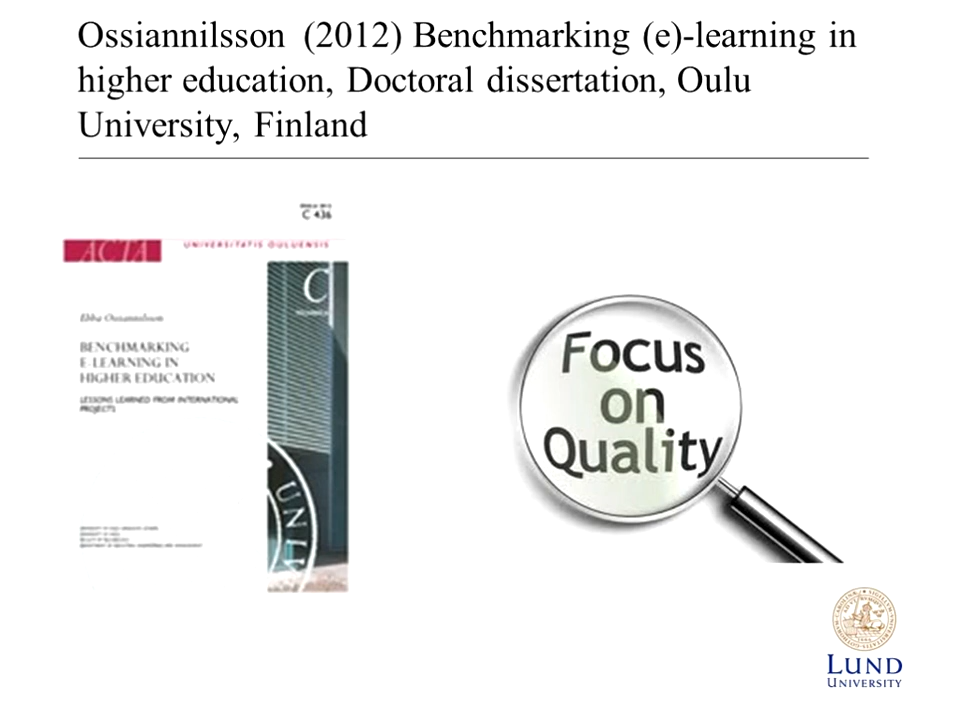 Ossiannilsson (2012) Benchmarking (e)-learning in
higher education, Doctoral dissertation, Oulu
University, Finland
C 436
ACTA
UNIVERSITATIS OULUENSIS
C
Ebba Ossiannilsson
BENCHMARKING
E-LEARNING IN
HIGHER EDUCATION
LESSONS LEARNED FROM INTERNATIONAL
PROJECTS
UNI
Focus
on
Quality
LUND
UNIVERSITY